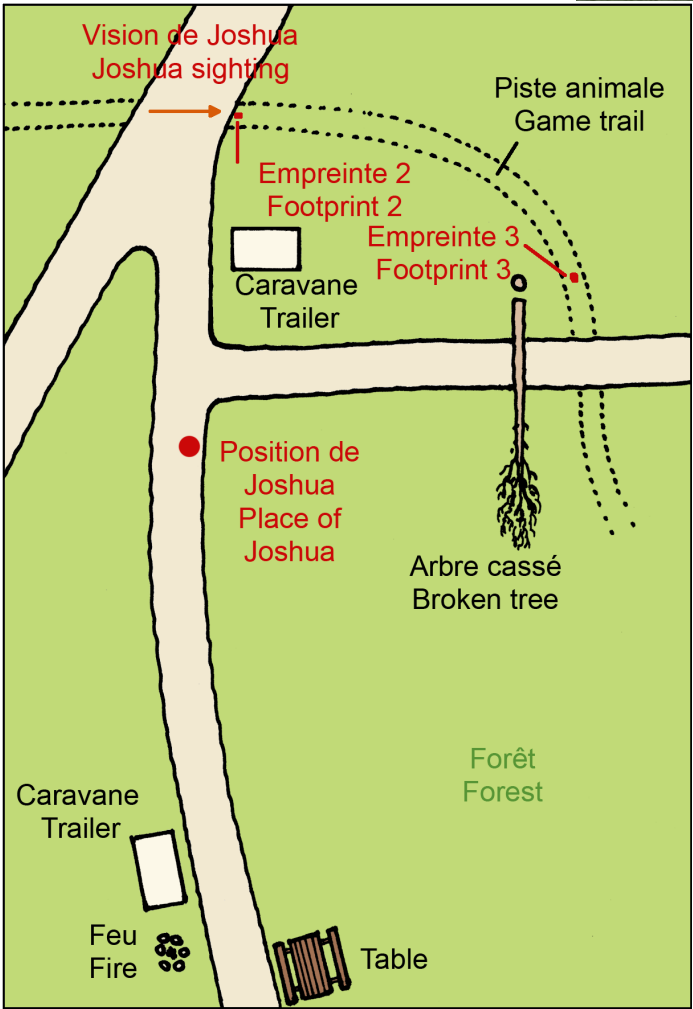 Vision de Joshua
Joshua sighting
Piste animale
Game trail
Empreinte 2
Footprint 2
Empreinte 3
Footprint 3
Caravane
Trailer
Position de
Joshua
Place of
Joshua
Arbre cassé
Broken tree
Forêt
Forest
Caravane
Trailer
Feu
Fire
Table